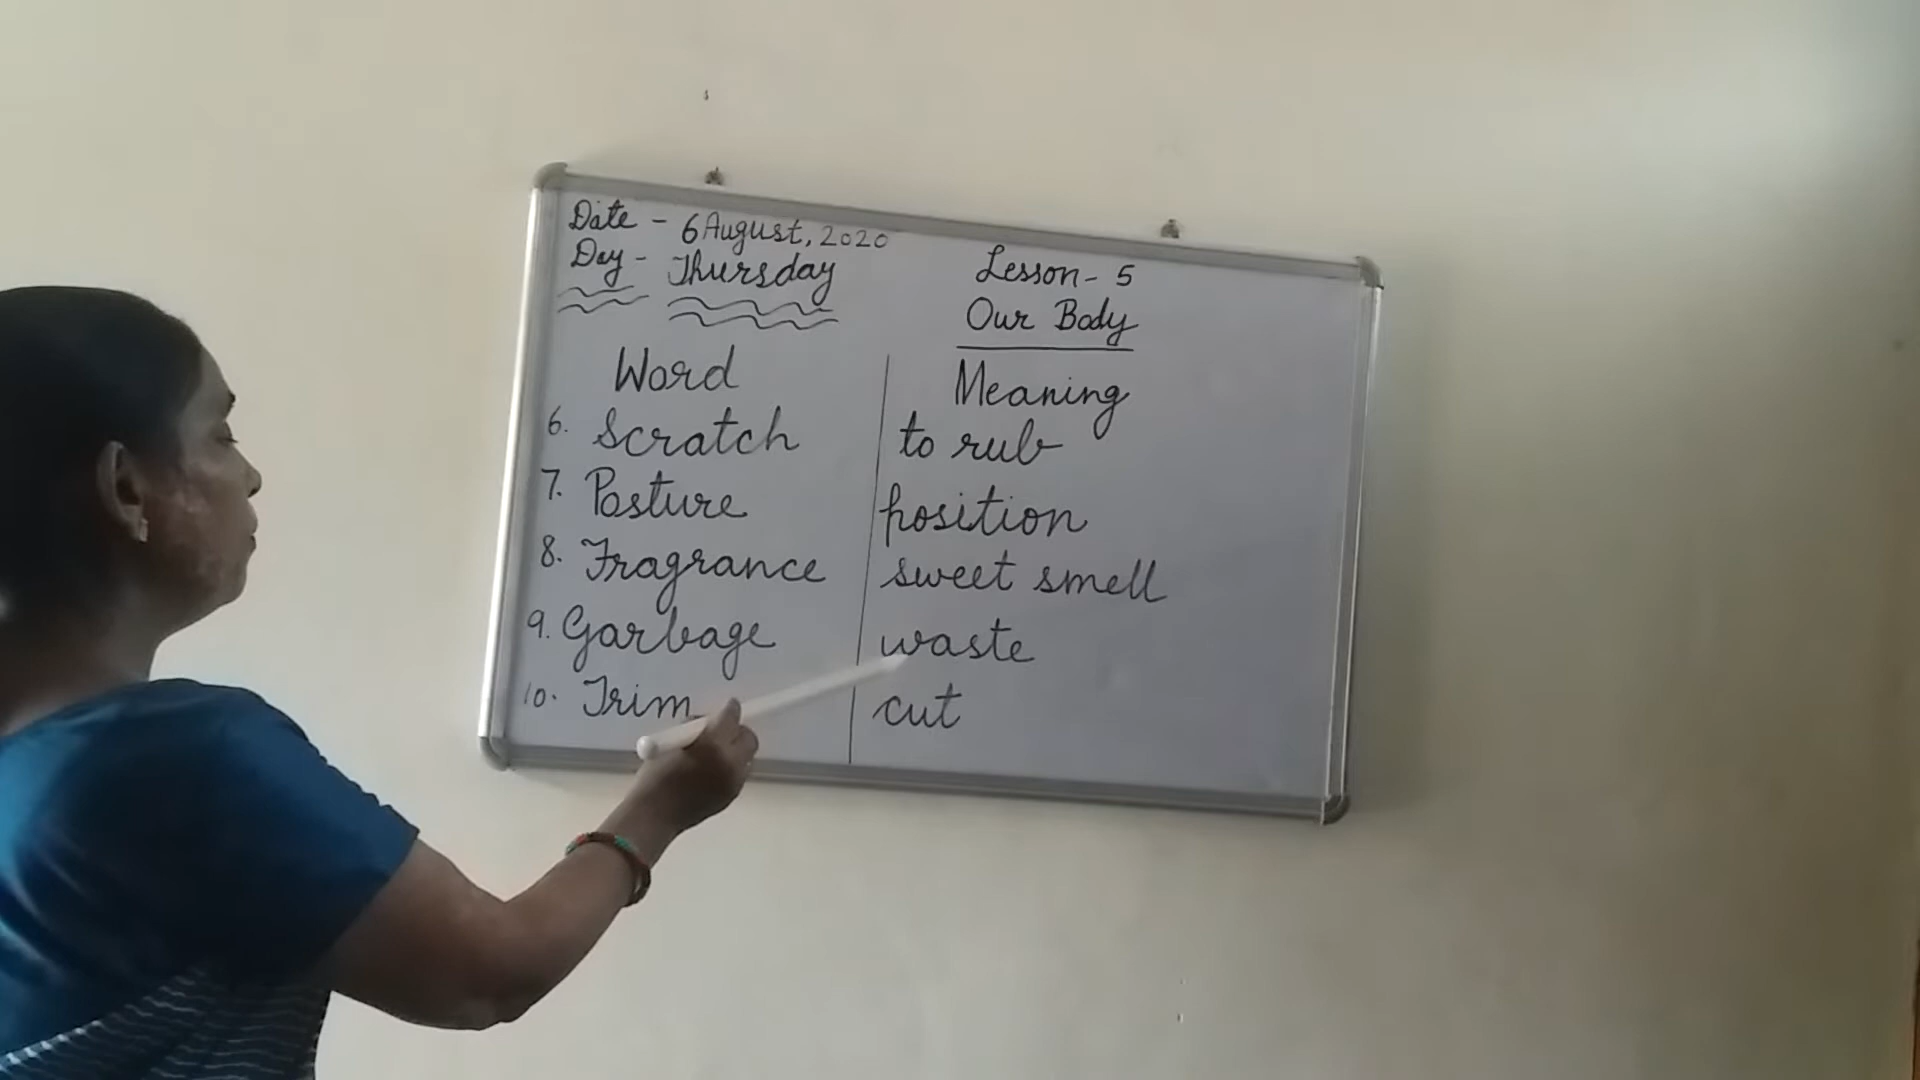 Date - 6 August, 2020
Day - Thursday
Lesson - 5
Our Body
Word Meaning
6. Scratch to rub
7. Posture position
8. Fragrance sweet smell
9. Garbage waste
10. Trim cut